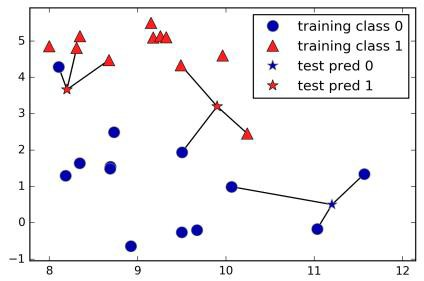 training class 0
training class 1
test pred 0
test pred 1
5
4
3
2
1
0
−1
8 9 10 11 12